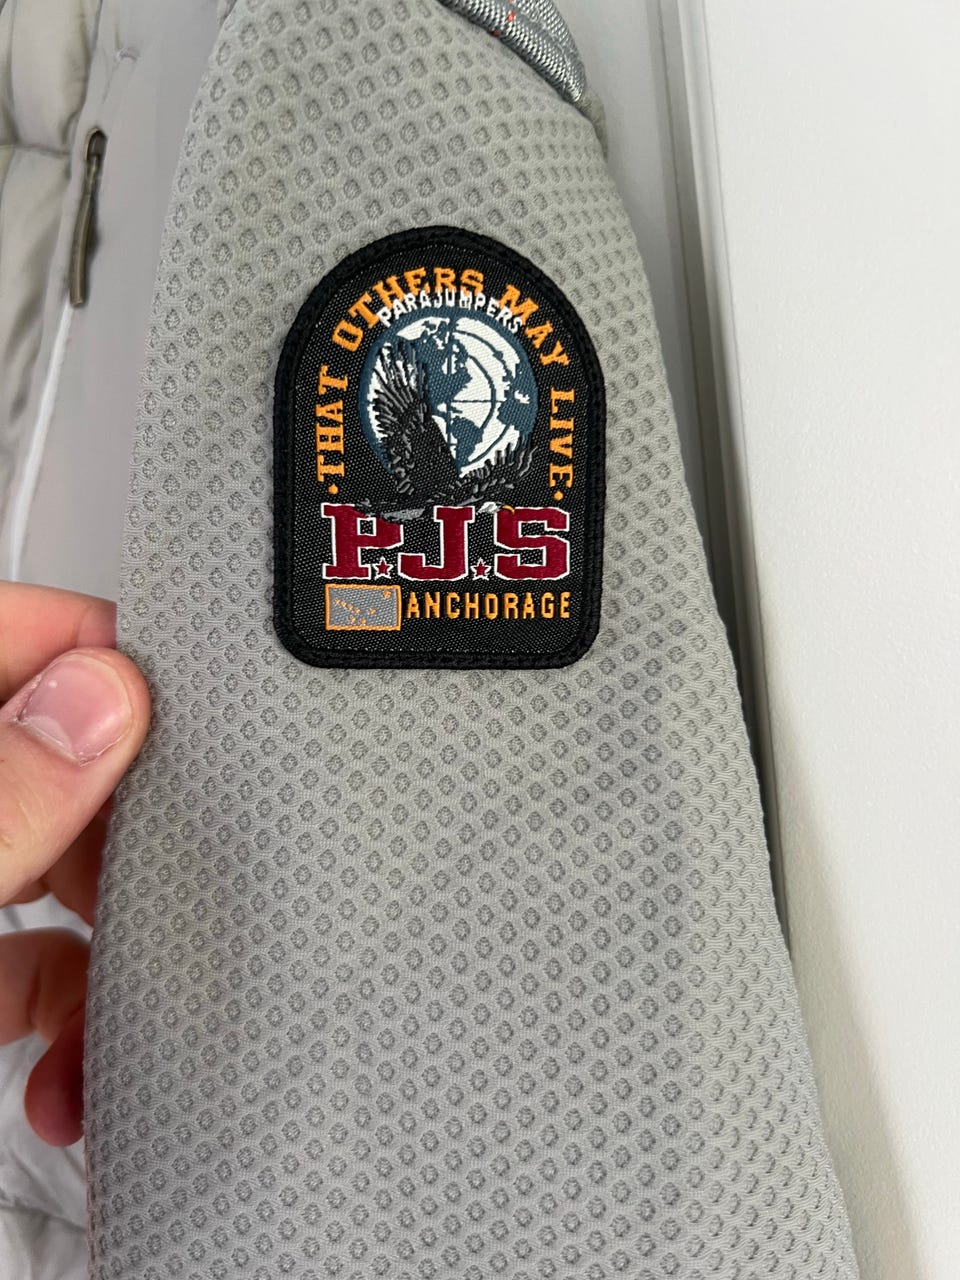 ·THAT OTHERS MAY LIVE·
PARAJUMPERS
P.J.S
ANCHORAGE